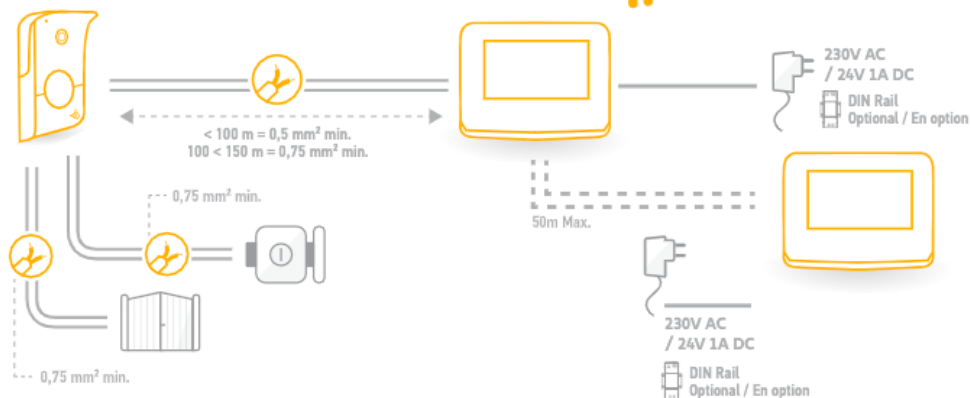 230V AC
/ 24V 1A DC
DIN Rail
Optional / En option
< 100 m = 0,5 mm² min.
100 < 150 m = 0,75 mm² min.
0,75 mm² min.
50m Max.
230V AC
/ 24V 1A DC
0,75 mm² min.
DIN Rail
Optional / En option